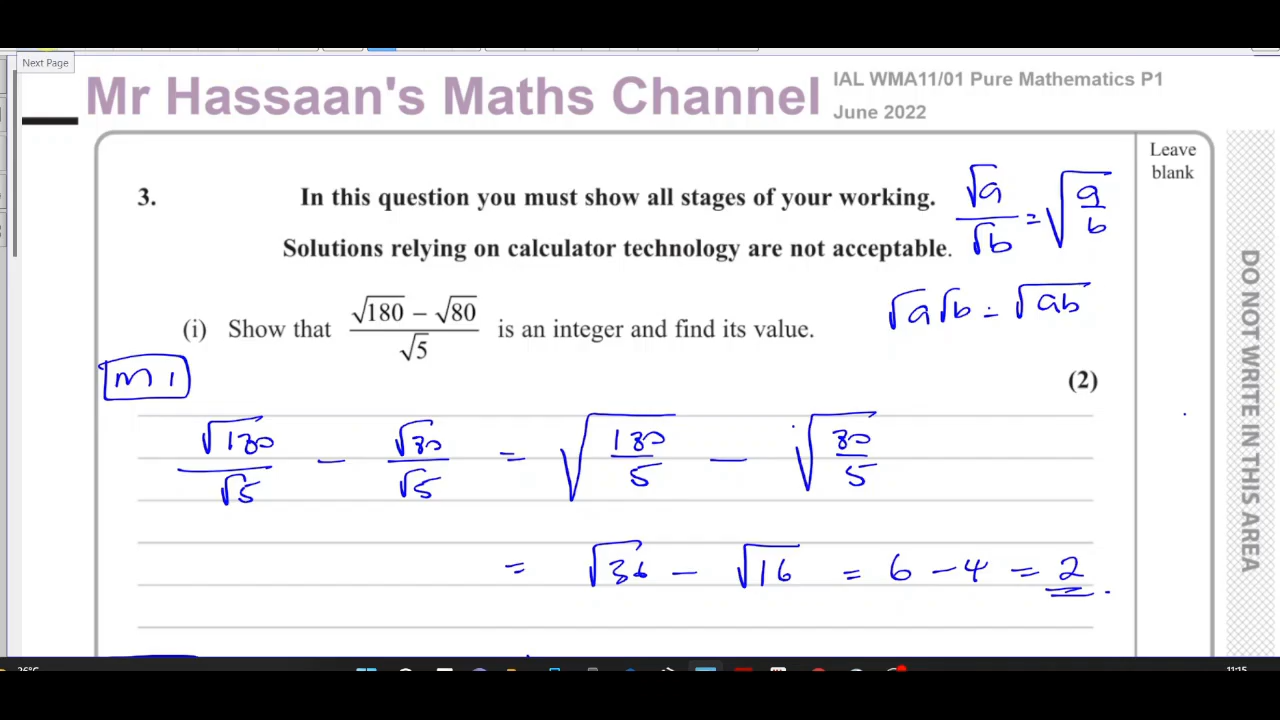 Next Page
Mr Hassaan's Maths Channel
IAL WMA11/01 Pure Mathematics P1
June 2022
Leave
blank
3. In this question you must show all stages of your working.
Solutions relying on calculator technology are not acceptable.
√a/√b = √(a/b)
√a√b = √ab
(i) Show that (√180 − √80)/√5 is an integer and find its value.
(2)
M1
√180/√5 − √80/√5 = √(180/5) − √(80/5)
= √36 − √16 = 6 − 4 = 2
DO NOT WRITE IN THIS AREA
11:15